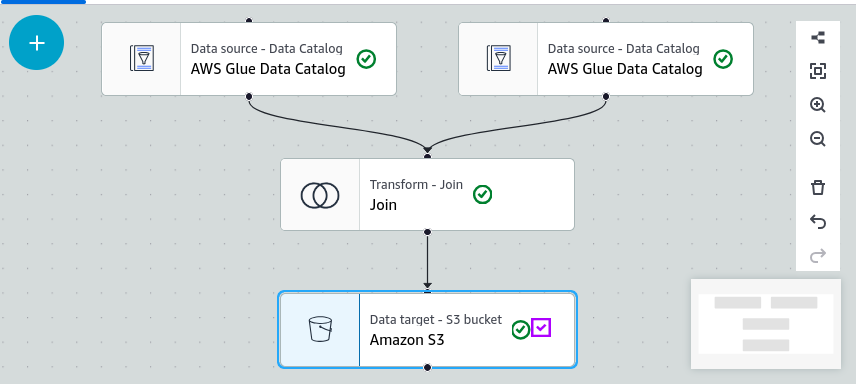 Data source - Data Catalog
AWS Glue Data Catalog
Data source - Data Catalog
AWS Glue Data Catalog
Transform - Join
Join
Data target - S3 bucket
Amazon S3